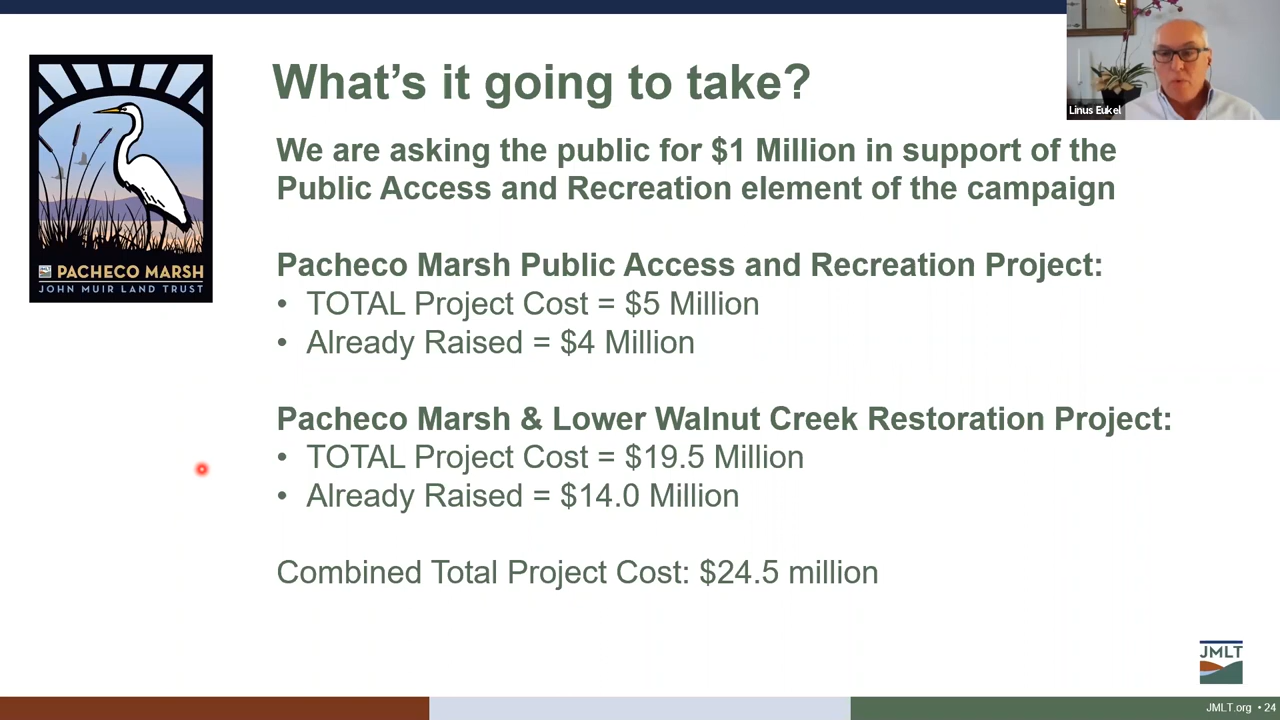 What's it going to take?
Linus Eukel
We are asking the public for $1 Million in support of the
Public Access and Recreation element of the campaign
Pacheco Marsh Public Access and Recreation Project:
• TOTAL Project Cost = $5 Million
• Already Raised = $4 Million
PACHECO MARSH
JOHN MUIR LAND TRUST
Pacheco Marsh & Lower Walnut Creek Restoration Project:
• TOTAL Project Cost = $19.5 Million
• Already Raised = $14.0 Million
Combined Total Project Cost: $24.5 million
JMLT
JMLT.org • 24